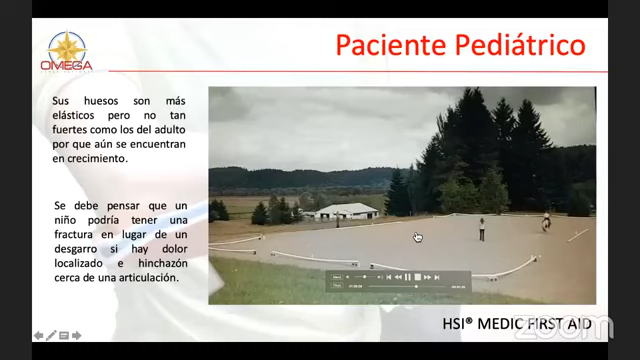 OMEGA
Paciente Pediátrico
Sus huesos son más
elásticos pero no tan
fuertes como los del adulto
por que aún se encuentran
en crecimiento.
Se debe pensar que un
niño podría tener una
fractura en lugar de un
desgarro si hay dolor
localizado e hinchazón
cerca de una articulación.
HSI® MEDIC FIRST AID
zoom